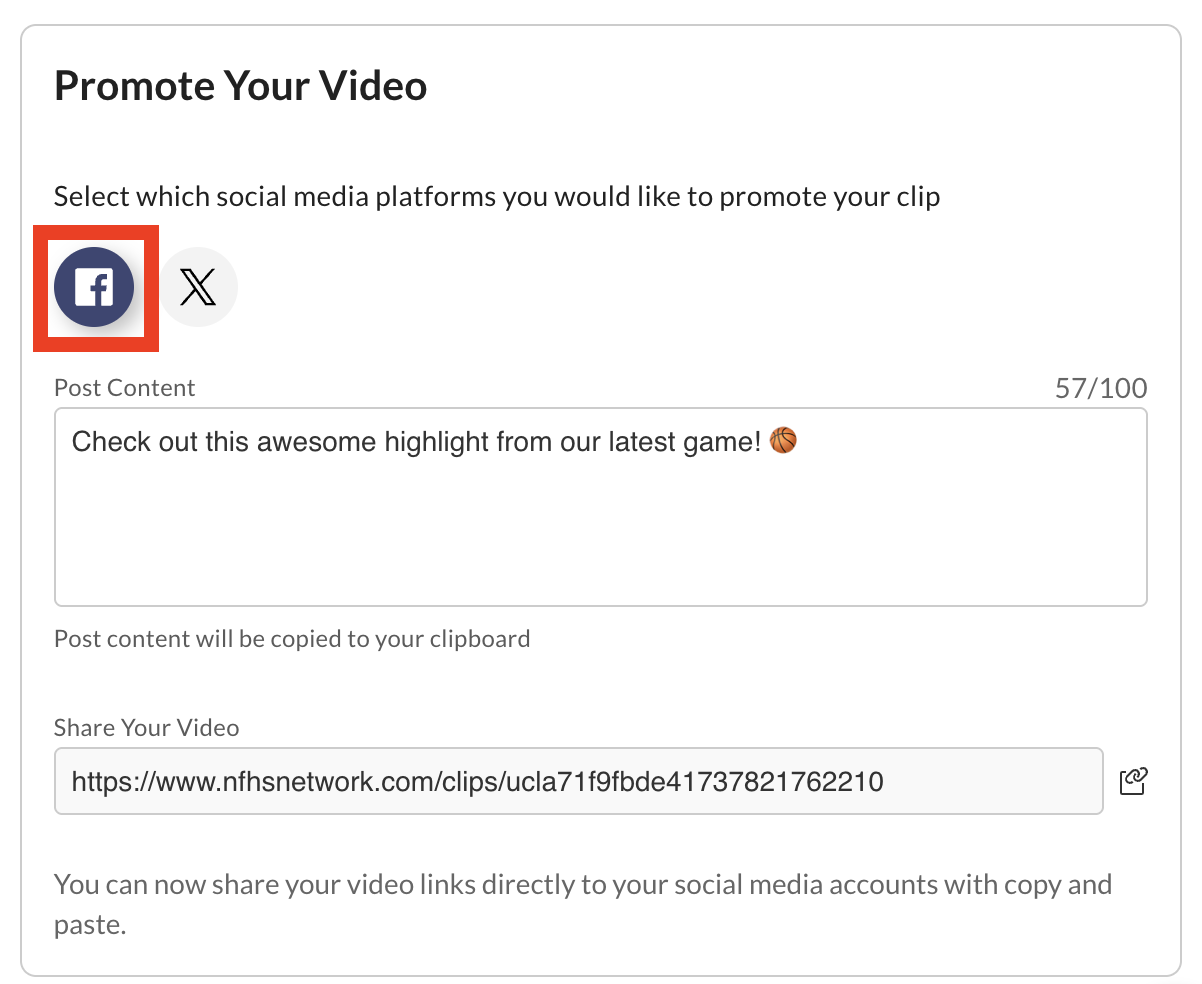 Promote Your Video
Select which social media platforms you would like to promote your clip
Post Content
57/100
Check out this awesome highlight from our latest game! 🏀
Post content will be copied to your clipboard
Share Your Video
https://www.nfhsnetwork.com/clips/ucla71f9fbde41737821762210
You can now share your video links directly to your social media accounts with copy and
paste.